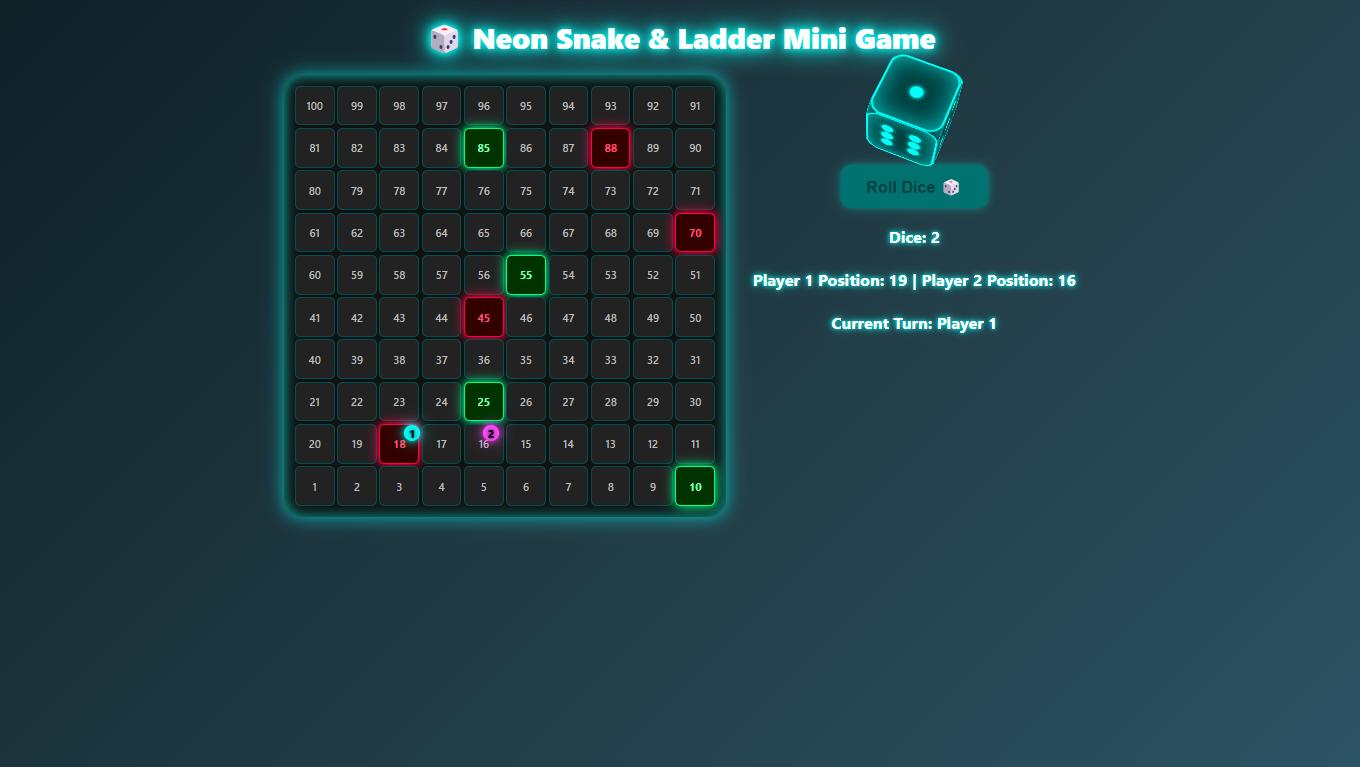 🎲 Neon Snake & Ladder Mini Game
100 99 98 97 96 95 94 93 92 91
81 82 83 84 85 86 87 88 89 90
80 79 78 77 76 75 74 73 72 71
61 62 63 64 65 66 67 68 69 70
60 59 58 57 56 55 54 53 52 51
41 42 43 44 45 46 47 48 49 50
40 39 38 37 36 35 34 33 32 31
21 22 23 24 25 26 27 28 29 30
1 2
20 19 18 17 16 15 14 13 12 11
1 2 3 4 5 6 7 8 9 10
Roll Dice 🎲
Dice: 2
Player 1 Position: 19 | Player 2 Position: 16
Current Turn: Player 1